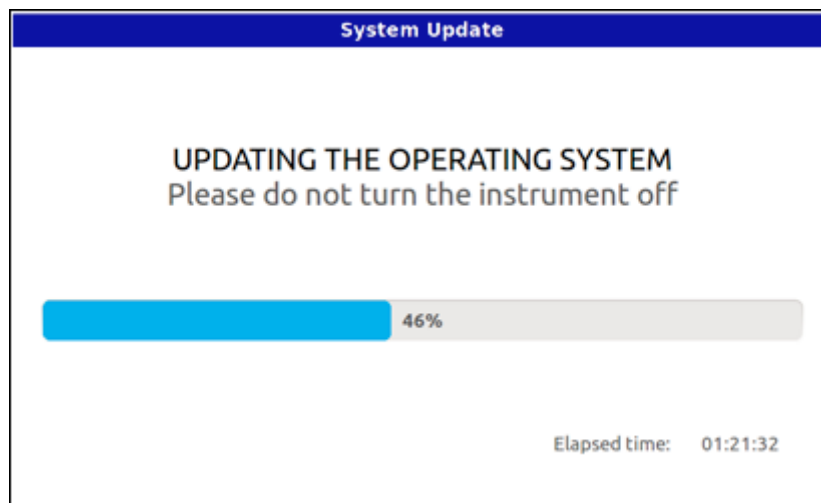 System Update
UPDATING THE OPERATING SYSTEM
Please do not turn the instrument off
46%
Elapsed time: 01:21:32